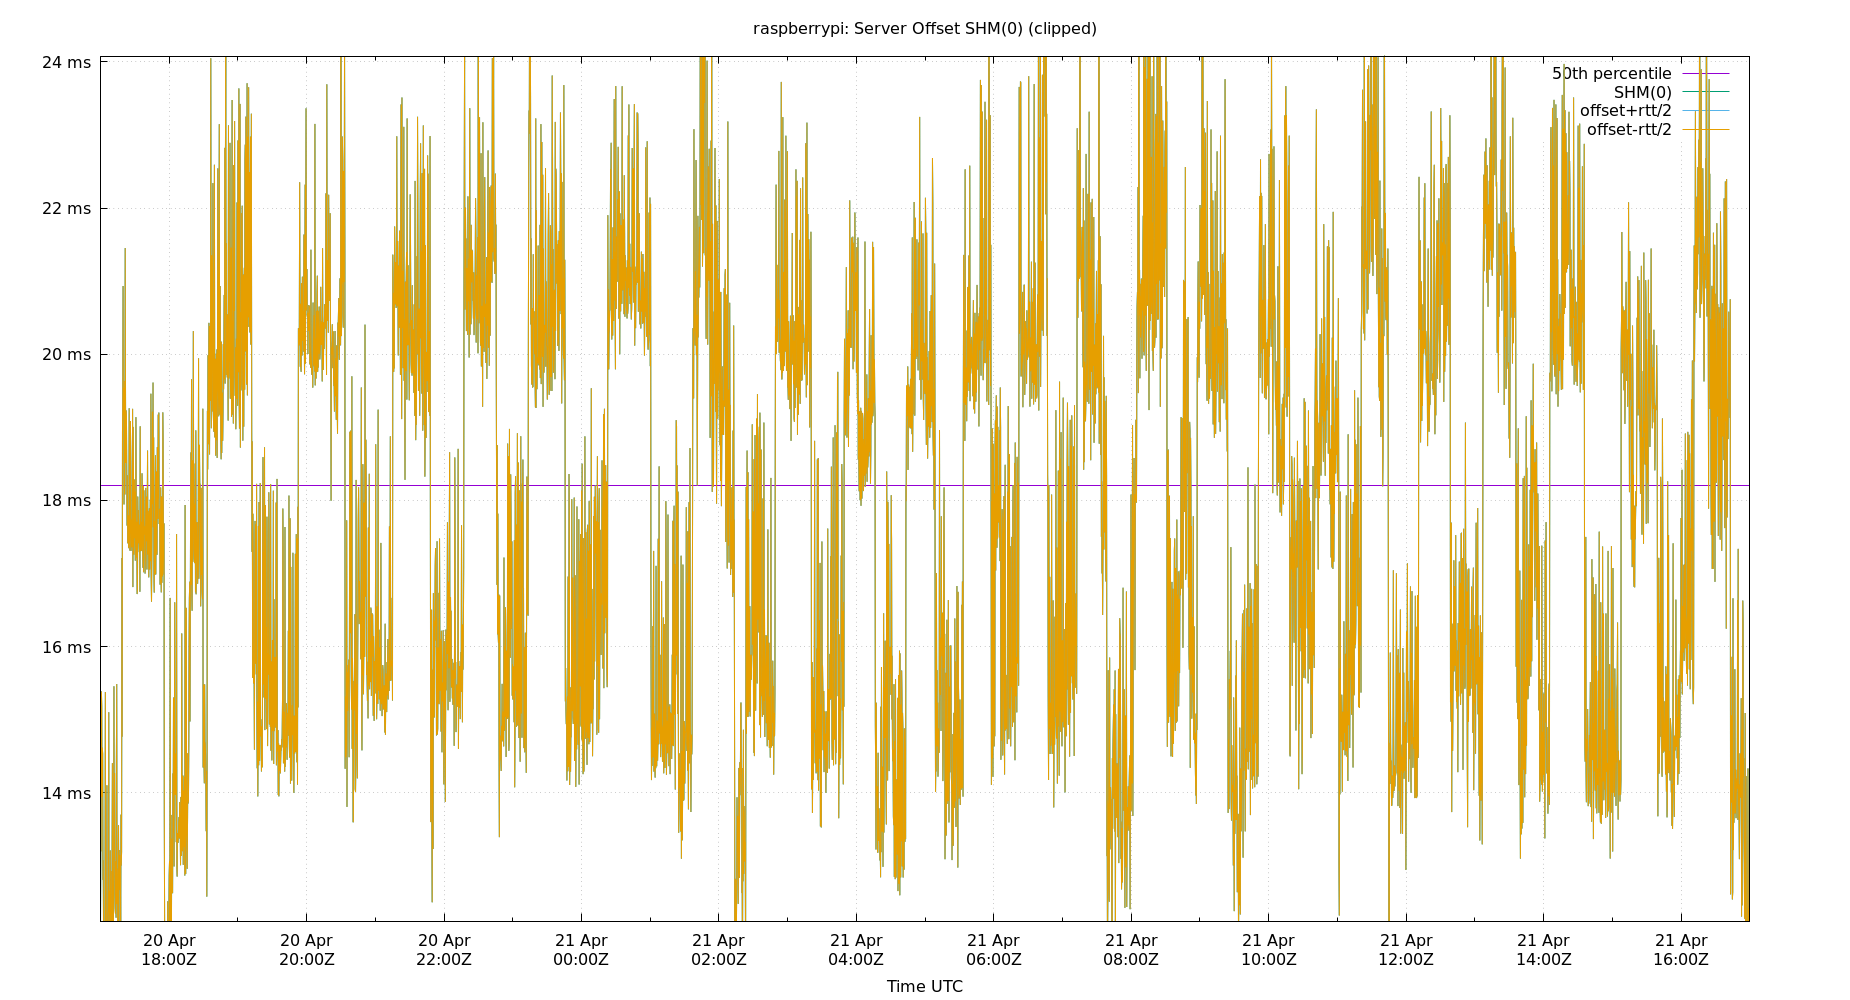 raspberrypi: Server Offset SHM(0) (clipped)
24 ms
22 ms
20 ms
18 ms
16 ms
14 ms
50th percentile
SHM(0)
offset+rtt/2
offset-rtt/2
20 Apr 20 Apr 20 Apr 21 Apr 21 Apr 21 Apr 21 Apr 21 Apr 21 Apr 21 Apr 21 Apr 21 Apr
18:00Z 20:00Z 22:00Z 00:00Z 02:00Z 04:00Z 06:00Z 08:00Z 10:00Z 12:00Z 14:00Z 16:00Z
Time UTC